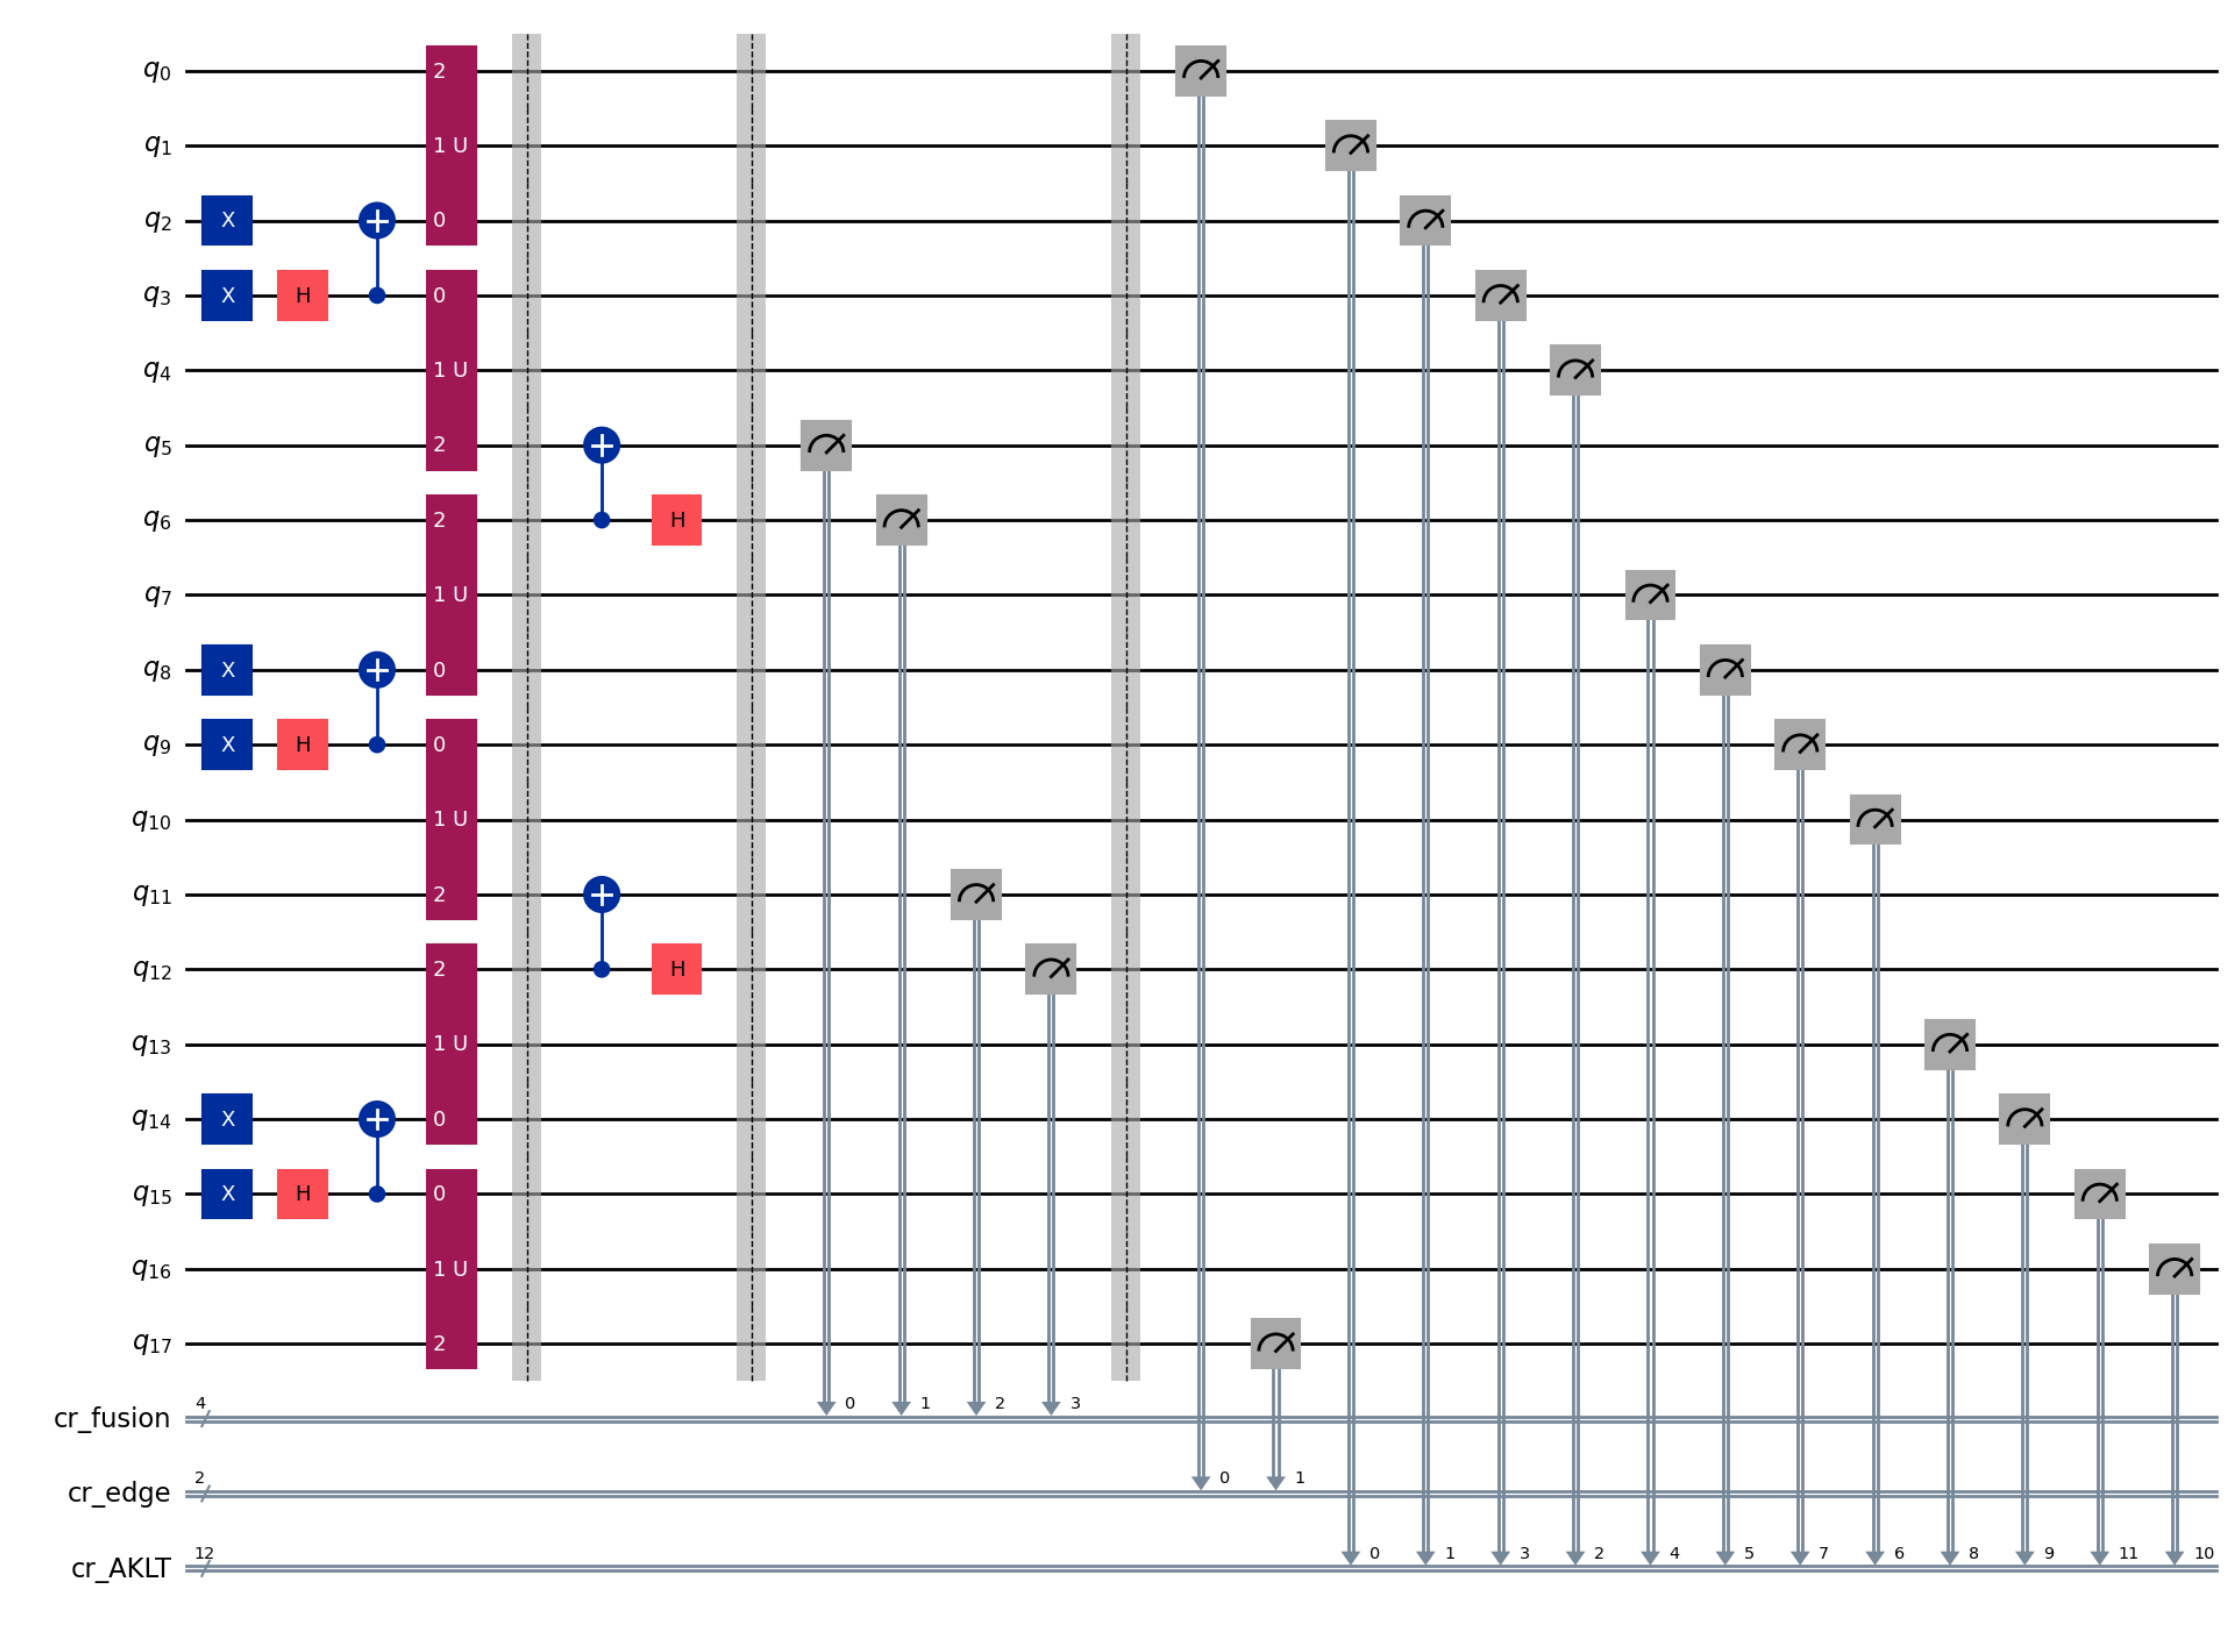 q0 2
q1 1 U
q2 X 0
q3 X H 0
q4 1 U
q5 2
q6 2 H
q7 1 U
q8 X 0
q9 X H 0
q10 1 U
q11 2
q12 2 H
q13 1 U
q14 X 0
q15 X H 0
q16 1 U
q17 2
cr_fusion 4 0 1 2 3
cr_edge 2 0 1
cr_AKLT 12 0 1 3 2 4 5 7 6 8 9 11 10